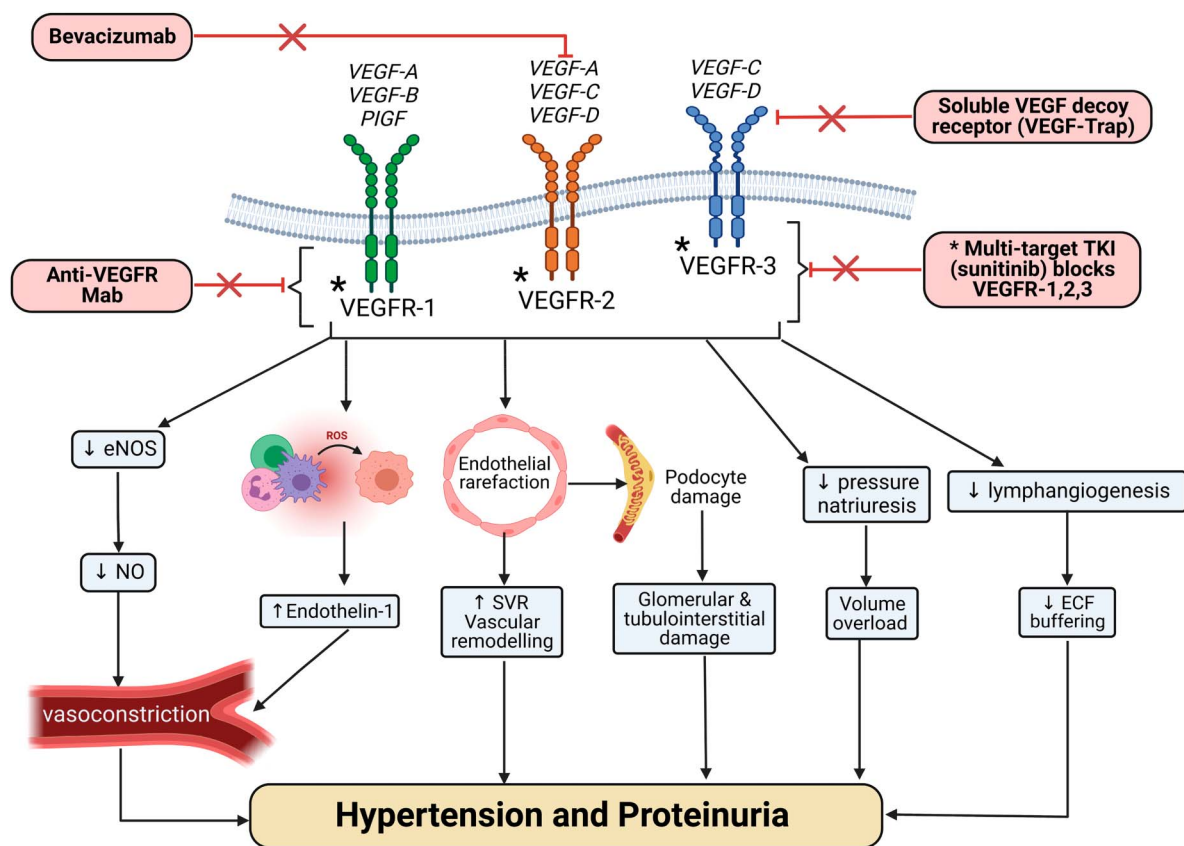 Bevacizumab
VEGF-A
VEGF-B
PIGF
VEGF-A
VEGF-C
VEGF-D
VEGF-C
VEGF-D
Soluble VEGF decoy
receptor (VEGF-Trap)
Anti-VEGFR
Mab
* VEGFR-1
* VEGFR-2
* VEGFR-3
* Multi-target TKI
(sunitinib) blocks
VEGFR-1,2,3
↓ eNOS
ROS
Endothelial
rarefaction
Podocyte
damage
↓ pressure
natriuresis
↓ lymphangiogenesis
↓ NO
↑ Endothelin-1
↑ SVR
Vascular
remodelling
Glomerular &
tubulointerstitial
damage
Volume
overload
↓ ECF
buffering
vasoconstriction
Hypertension and Proteinuria